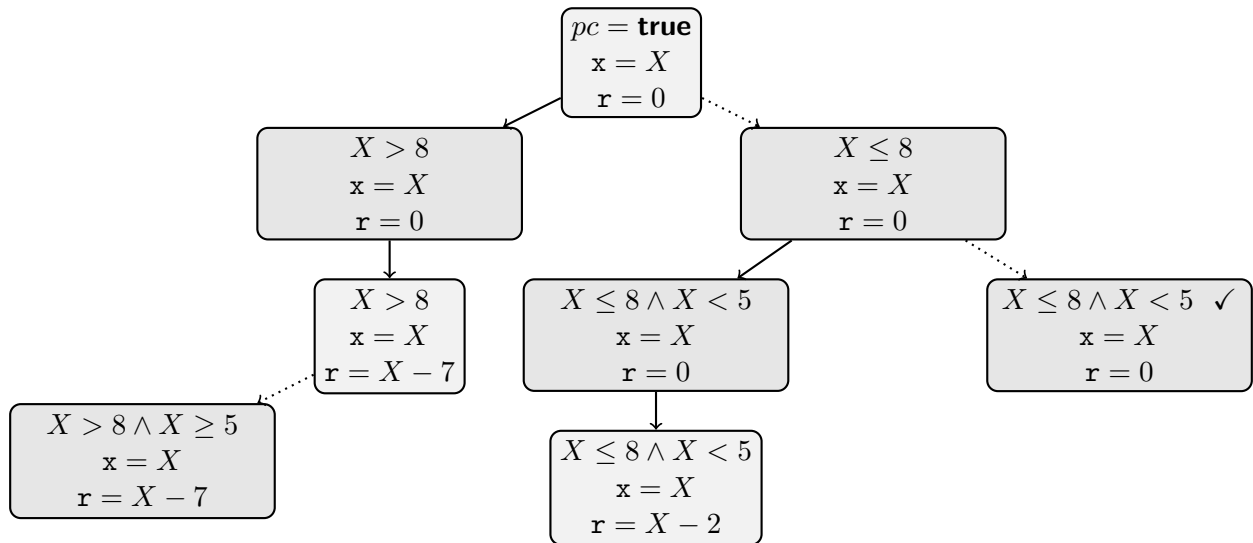 pc = true
x = X
r = 0
X > 8
x = X
r = 0
X ≤ 8
x = X
r = 0
X > 8
x = X
r = X − 7
X ≤ 8 ∧ X < 5
x = X
r = 0
X ≤ 8 ∧ X < 5 ✓
x = X
r = 0
X > 8 ∧ X ≥ 5
x = X
r = X − 7
X ≤ 8 ∧ X < 5
x = X
r = X − 2